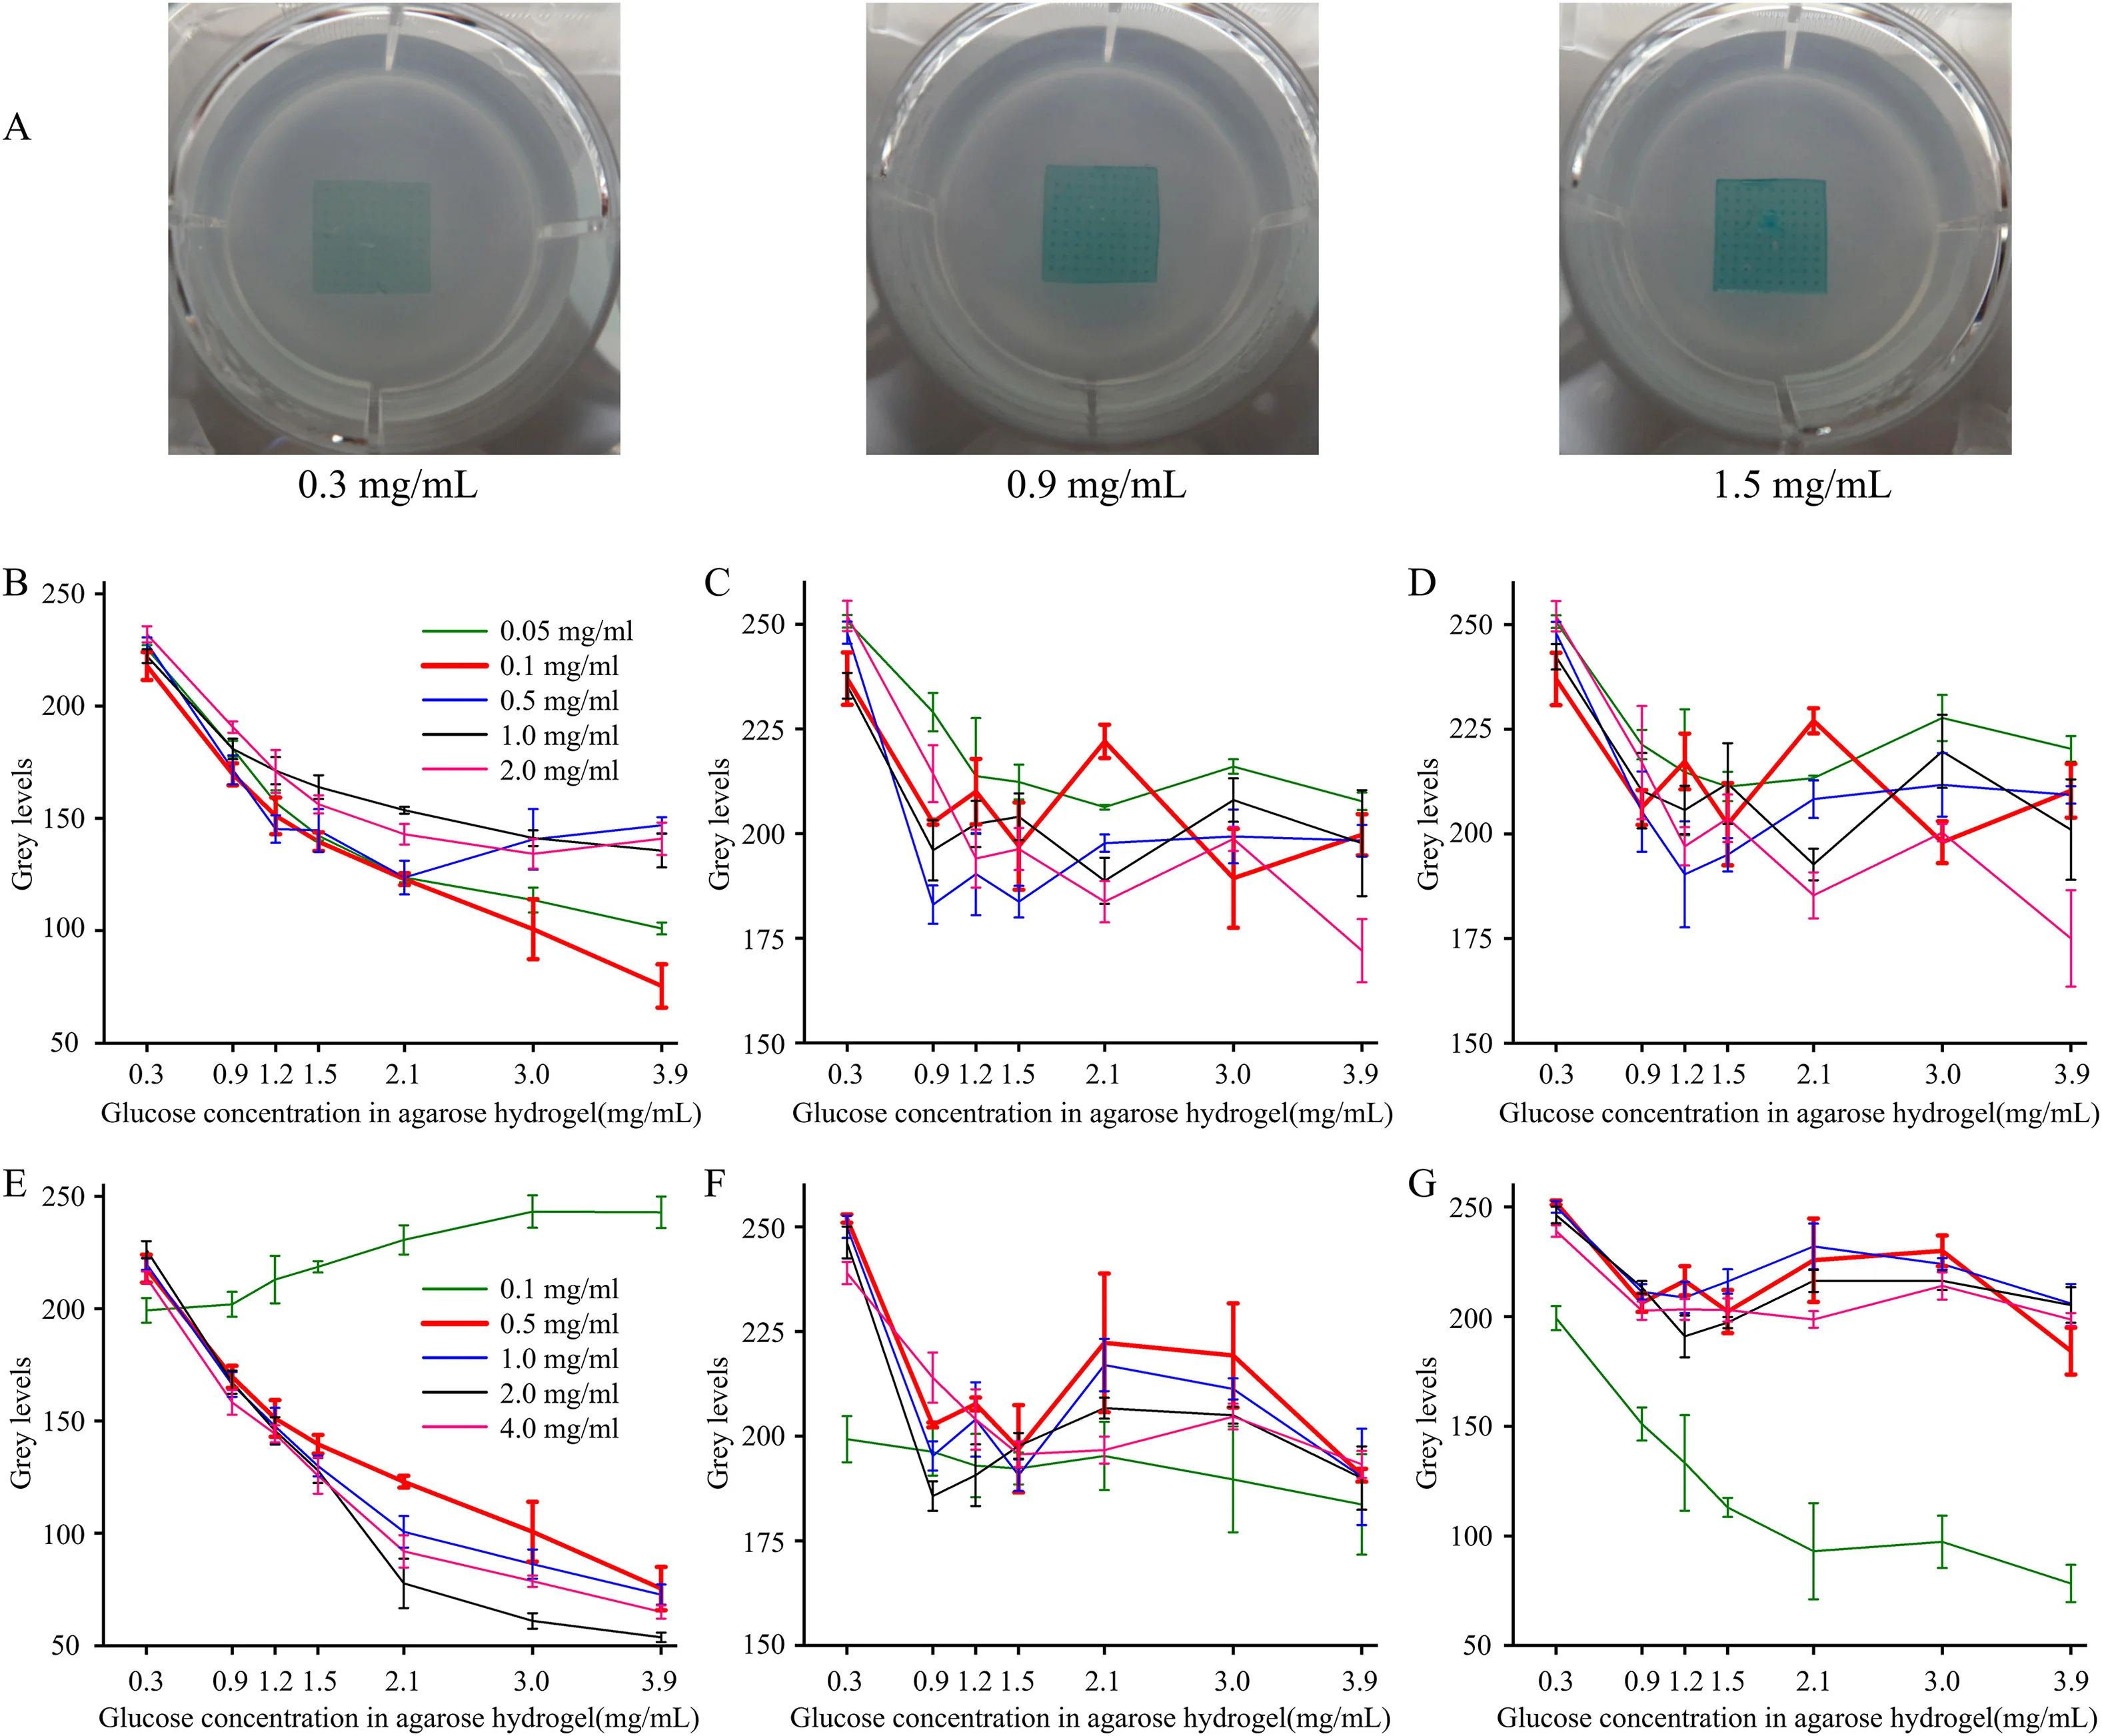 A
0.3 mg/mL
0.9 mg/mL
1.5 mg/mL
B
250
200
150
100
50
Grey levels
0.05 mg/ml
0.1 mg/ml
0.5 mg/ml
1.0 mg/ml
2.0 mg/ml
0.3 0.9 1.2 1.5 2.1 3.0 3.9
Glucose concentration in agarose hydrogel(mg/mL)
C
250
225
200
175
150
Grey levels
0.3 0.9 1.2 1.5 2.1 3.0 3.9
Glucose concentration in agarose hydrogel(mg/mL)
D
250
225
200
175
150
Grey levels
0.3 0.9 1.2 1.5 2.1 3.0 3.9
Glucose concentration in agarose hydrogel(mg/mL)
E
250
200
150
100
50
Grey levels
0.1 mg/ml
0.5 mg/ml
1.0 mg/ml
2.0 mg/ml
4.0 mg/ml
0.3 0.9 1.2 1.5 2.1 3.0 3.9
Glucose concentration in agarose hydrogel(mg/mL)
F
250
225
200
175
150
Grey levels
0.3 0.9 1.2 1.5 2.1 3.0 3.9
Glucose concentration in agarose hydrogel(mg/mL)
G
250
200
150
100
50
Grey levels
0.3 0.9 1.2 1.5 2.1 3.0 3.9
Glucose concentration in agarose hydrogel(mg/mL)